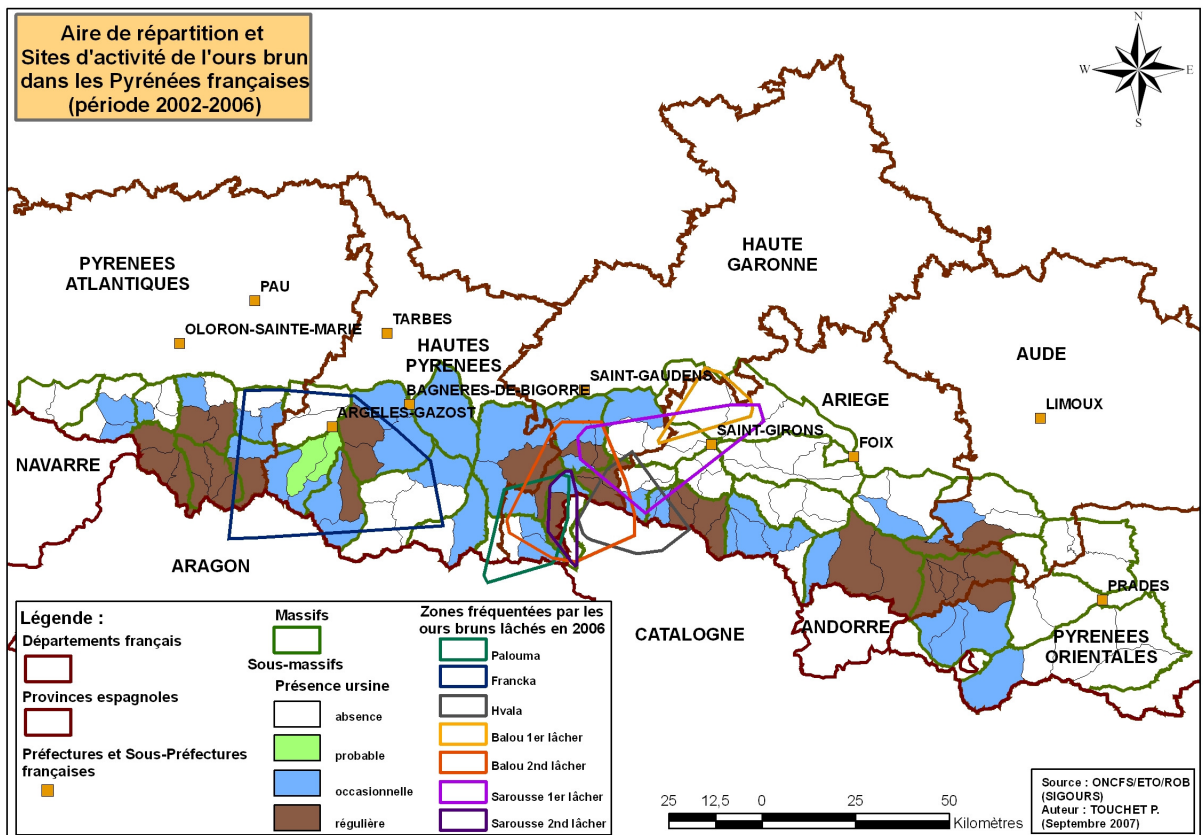 Aire de répartition et
Sites d'activité de l'ours brun
dans les Pyrénées françaises
(période 2002-2006)
N
W
E
S
PYRENEES
ATLANTIQUES
PAU
OLORON-SAINTE-MARIE
TARBES
HAUTES
PYRENEES
BAGNERES-DE-BIGORRE
ARGELES-GAZOST
HAUTE
GARONNE
SAINT-GAUDENS
SAINT-GIRONS
ARIEGE
FOIX
AUDE
LIMOUX
NAVARRE
ARAGON
CATALOGNE
ANDORRE
PRADES
PYRENEES
ORIENTALES
Légende :
Départements français
Provinces espagnoles
Préfectures et Sous-Préfectures
françaises
Massifs
Sous-massifs
Présence ursine
absence
probable
occasionnelle
régulière
Zones fréquentées par les
ours bruns lâchés en 2006
Palouma
Francka
Hvala
Balou 1er lâcher
Balou 2nd lâcher
Sarousse 1er lâcher
Sarousse 2nd lâcher
25 12,5 0 25 50
Kilomètres
Source : ONCFS/ETO/ROB
(SIGOURS)
Auteur : TOUCHET P.
(Septembre 2007)